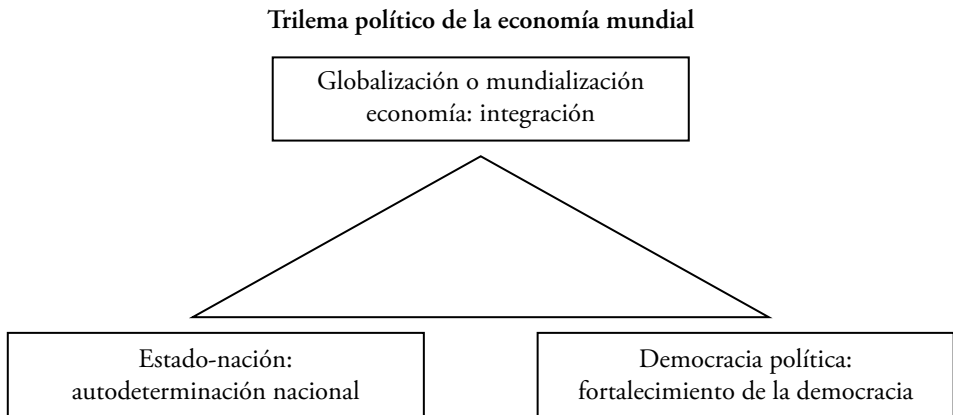 Trilema político de la economía mundial
Globalización o mundialización
economía: integración
Estado-nación:
autodeterminación nacional
Democracia política:
fortalecimiento de la democracia